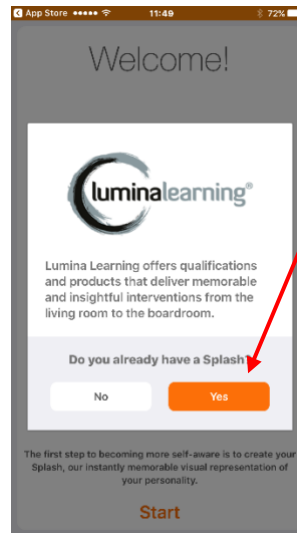 App Store 11:49 72%
Welcome!
luminalearning®
Lumina Learning offers qualifications
and products that deliver memorable
and insightful interventions from the
living room to the boardroom.
Do you already have a Splash?
No Yes
The first step to becoming more self-aware is to create your
Splash, our instantly memorable visual representation of
your personality.
Start